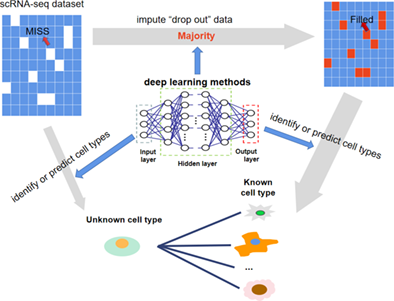 scRNA-seq dataset
MISS
impute “drop out” data
Majority
Filled
deep learning methods
Input
layer
Hidden layer
Output
layer
identify or predict cell types
identify or predict cell types
Known
cell type
Unknown cell type
...